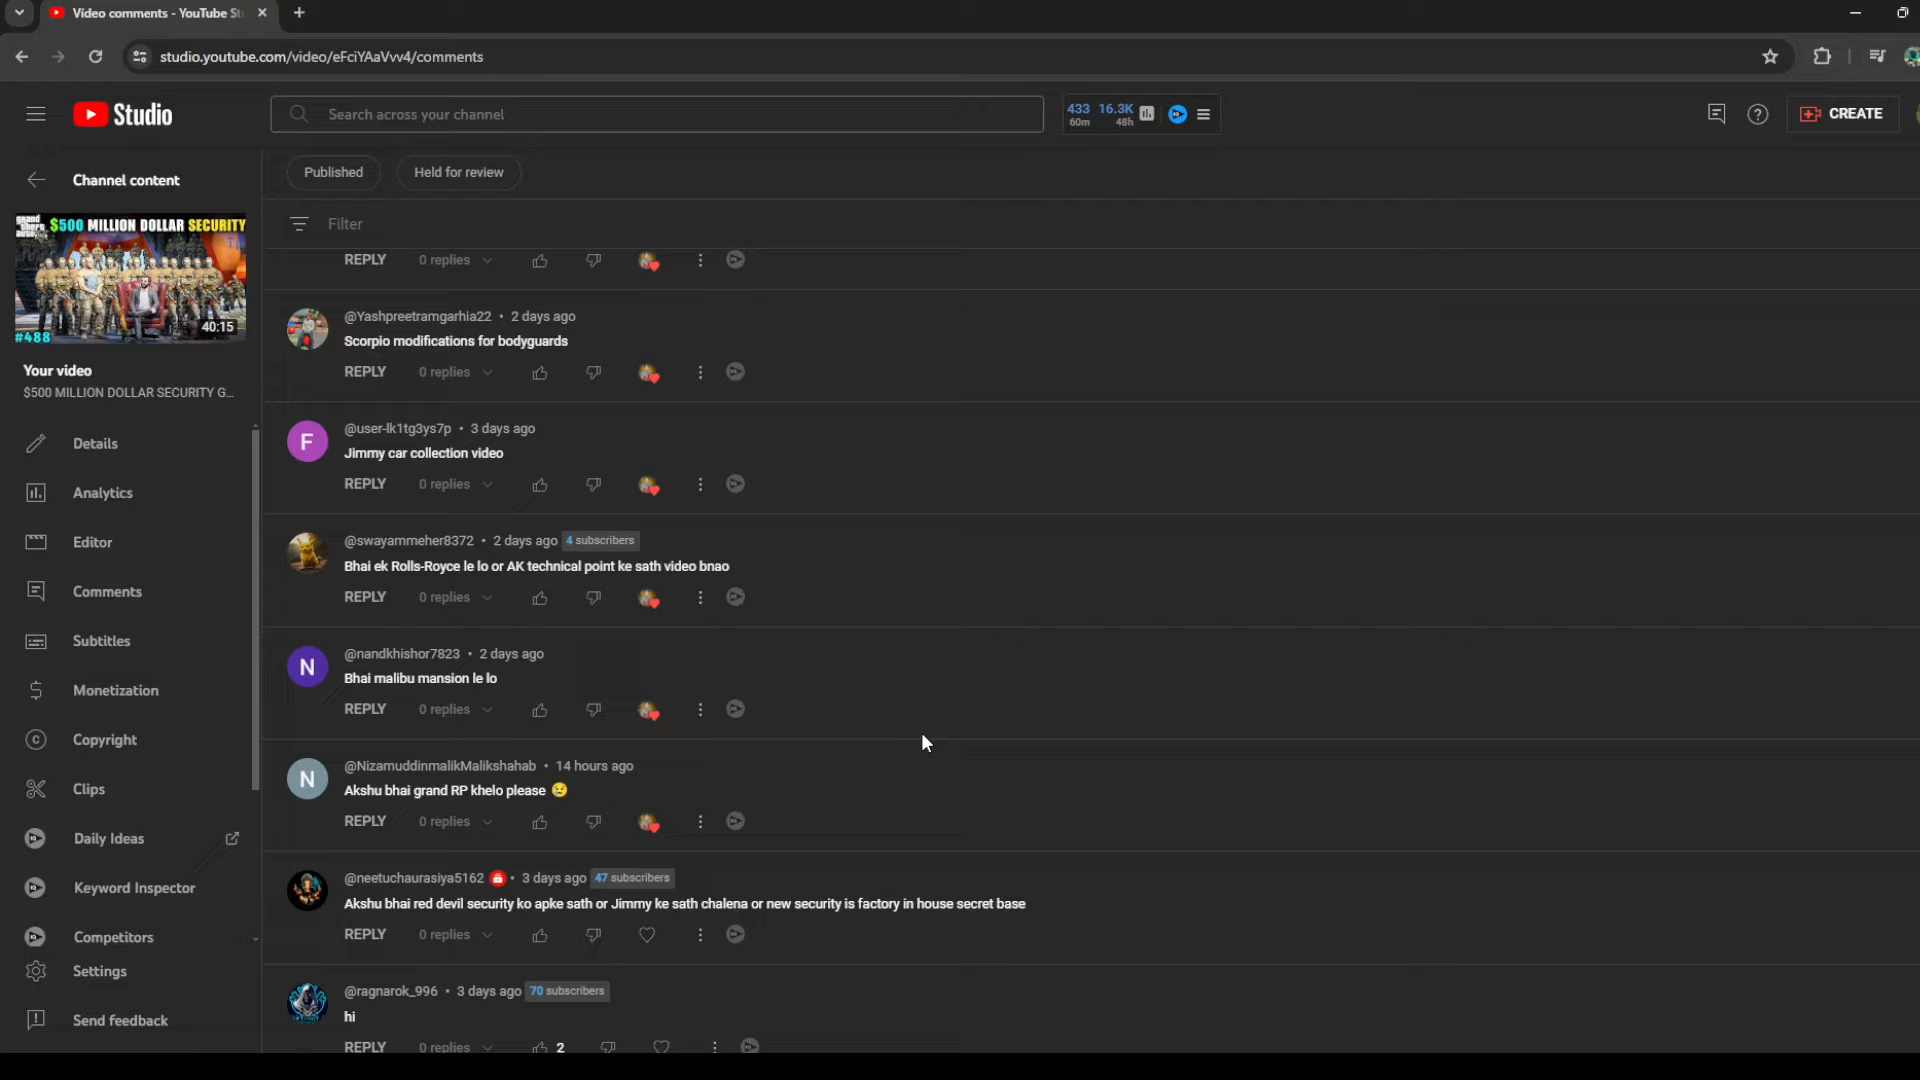 Video comments - YouTube St
studio.youtube.com/video/eFciYAaVvv4/comments
Studio
Search across your channel
433 16.3K
60m 48h
CREATE
Channel content
Published Held for review
Filter
grand theft auto $500 MILLION DOLLAR SECURITY
#488 40:15
Your video
$500 MILLION DOLLAR SECURITY G...
Details
Analytics
Editor
Comments
Subtitles
Monetization
Copyright
Clips
Daily Ideas
Keyword Inspector
Competitors
Settings
Send feedback
REPLY 0 replies
@Yashpreetramgarhia22 • 2 days ago
Scorpio modifications for bodyguards
REPLY 0 replies
F
@user-lk1tg3ys7p • 3 days ago
Jimmy car collection video
REPLY 0 replies
@swayammeher8372 • 2 days ago 4 subscribers
Bhai ek Rolls-Royce le lo or AK technical point ke sath video bnao
REPLY 0 replies
N
@nandkhishor7823 • 2 days ago
Bhai malibu mansion le lo
REPLY 0 replies
N
@NizamuddinmalikMalikshahab • 14 hours ago
Akshu bhai grand RP khelo please 😢
REPLY 0 replies
@neetuchaurasiya5162 • 3 days ago 47 subscribers
Akshu bhai red devil security ko apke sath or Jimmy ke sath chalena or new security is factory in house secret base
REPLY 0 replies
@ragnarok_996 • 3 days ago 70 subscribers
hi
REPLY 0 replies 2